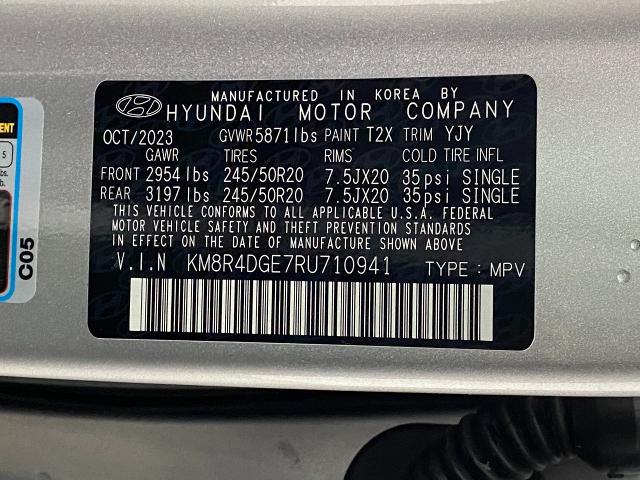 MANUFACTURED IN KOREA BY
HYUNDAI MOTOR COMPANY
OCT/2023 GVWR5871lbs PAINT T2X TRIM YJY
GAWR TIRES RIMS COLD TIRE INFL
FRONT 2954lbs 245/50R20 7.5JX20 35psi SINGLE
REAR 3197lbs 245/50R20 7.5JX20 35psi SINGLE
THIS VEHICLE CONFORMS TO ALL APPLICABLE U.S.A. FEDERAL
MOTOR VEHICLE SAFETY AND THEFT PREVENTION STANDARDS
IN EFFECT ON THE DATE OF MANUFACTURE SHOWN ABOVE
V.I.N KM8R4DGE7RU710941 TYPE:MPV
5
C05